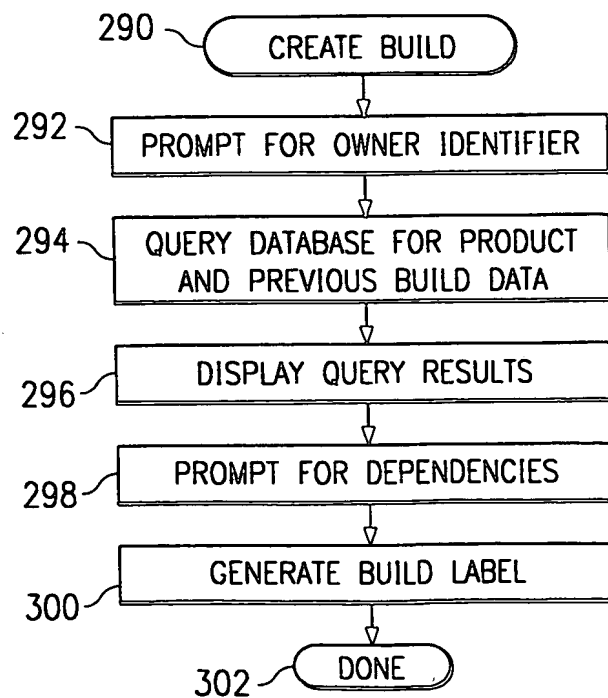 290
CREATE BUILD
292
PROMPT FOR OWNER IDENTIFIER
294
QUERY DATABASE FOR PRODUCT
AND PREVIOUS BUILD DATA
296
DISPLAY QUERY RESULTS
298
PROMPT FOR DEPENDENCIES
300
GENERATE BUILD LABEL
302
DONE